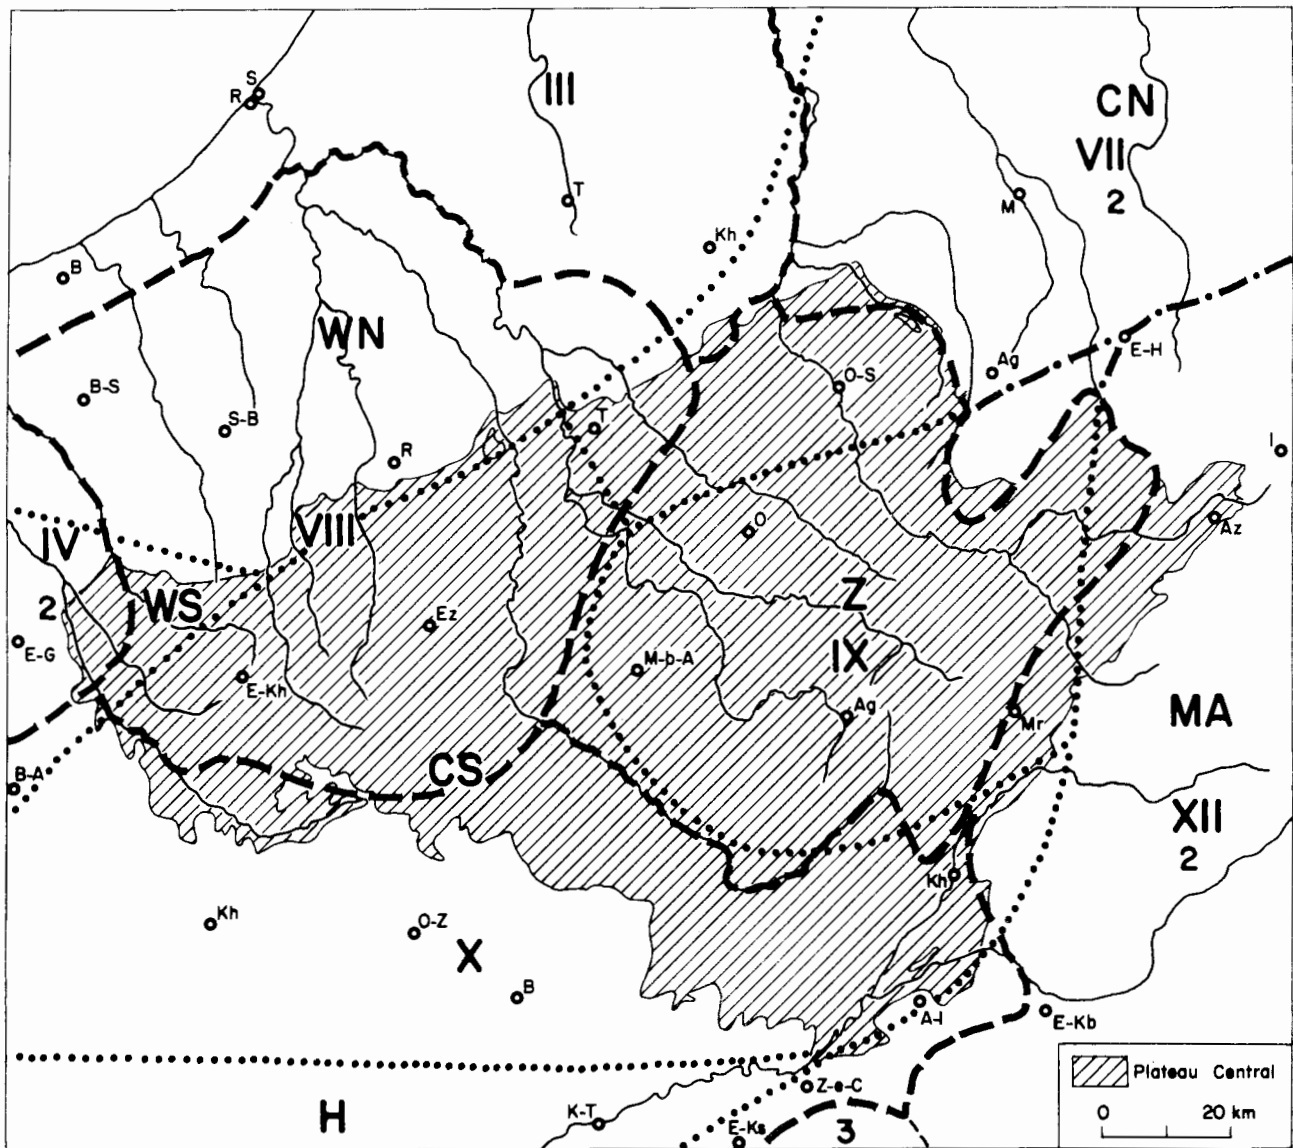 S
R
III
CN
VII
2
T
M
Kh
B
WN
E-H
B-S
Ag
O-S
S-B
T
R
I
VIII
O
Az
IV
2
WS
Z
Ez
E-G
IX
M-b-A
E-Kh
Ag
Mr
MA
CS
B-A
XII
2
Kh
Kh
O-Z
X
B
A-I
E-Kb
Plateau Central
Z-e-C
0 20 km
H
K-T
E-Ks
3